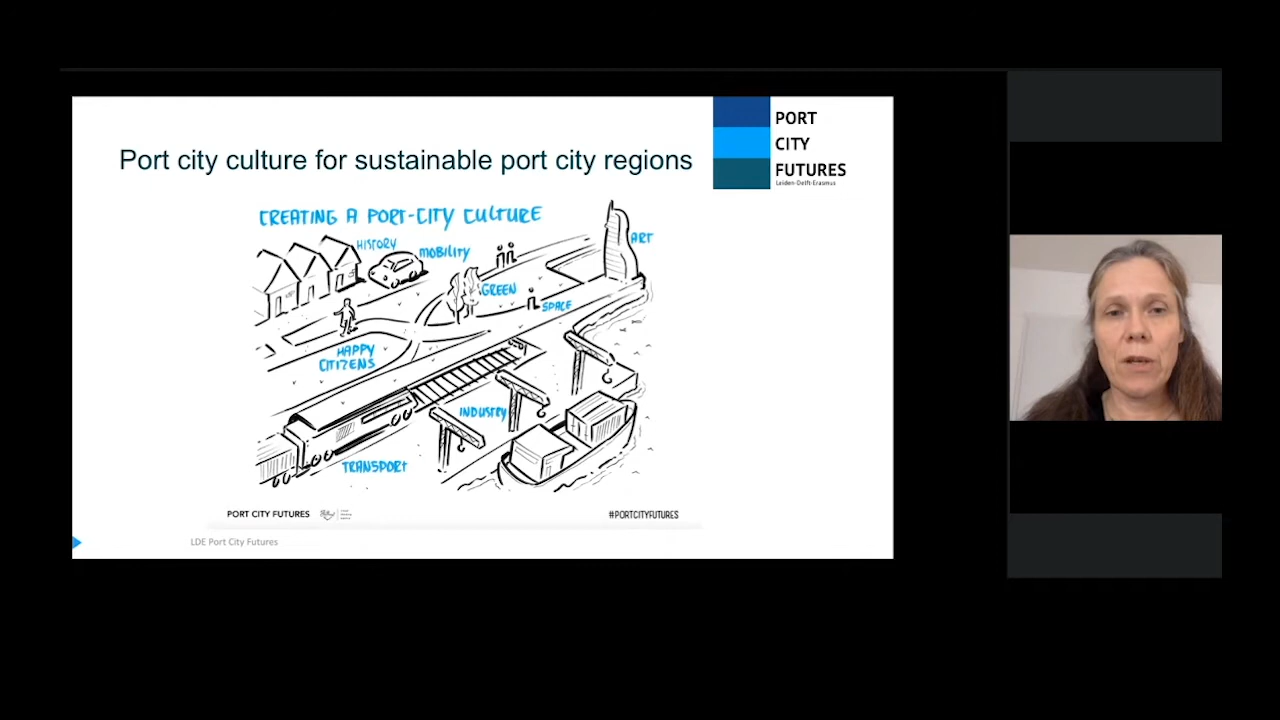 Port city culture for sustainable port city regions
PORT
CITY
FUTURES
Leiden-Delft-Erasmus
CREATING A PORT-CITY CULTURE
HISTORY
MOBILITY
ART
GREEN
SPACE
HAPPY
CITIZENS
INDUSTRY
TRANSPORT
PORT CITY FUTURES
#PORTCITYFUTURES
LDE Port City Futures